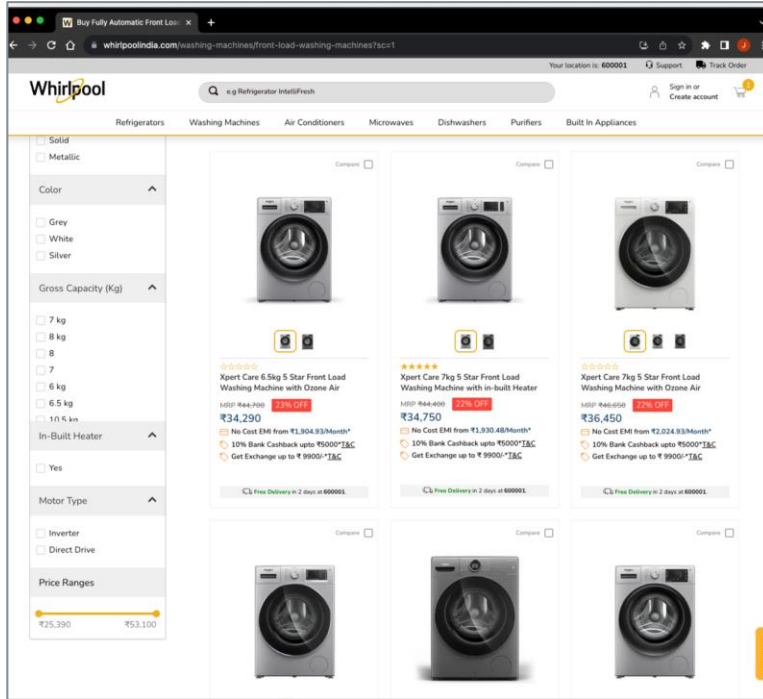 Buy Fully Automatic Front Load
whirlpoolindia.com/washing-machines/front-load-washing-machines?sc=1
Your location is: 600001 Support Track Order
Whirlpool
e.g Refrigerator IntelliFresh
Sign in or
Create account
Refrigerators Washing Machines Air Conditioners Microwaves Dishwashers Purifiers Built In Appliances
Solid
Metallic
Color
Grey
White
Silver
Gross Capacity (Kg)
7 kg
8 kg
8
7
6 kg
6.5 kg
10.5 kg
In-Built Heater
Yes
Motor Type
Inverter
Direct Drive
Price Ranges
₹25,390 ₹53,100
Compare
Xpert Care 6.5kg 5 Star Front Load
Washing Machine with Ozone Air
MRP ₹44,700 23% OFF
₹34,290
No Cost EMI from ₹1,904.93/Month*
10% Bank Cashback upto ₹5000*T&C
Get Exchange up to ₹ 9900/-*T&C
Free Delivery in 2 days at 600001.
Compare
Xpert Care 7kg 5 Star Front Load
Washing Machine with in-built Heater
MRP ₹44,400 22% OFF
₹34,750
No Cost EMI from ₹1,930.48/Month*
10% Bank Cashback upto ₹5000*T&C
Get Exchange up to ₹ 9900/-*T&C
Free Delivery in 2 days at 600001.
Compare
Xpert Care 7kg 5 Star Front Load
Washing Machine with Ozone Air
MRP ₹46,650 22% OFF
₹36,450
No Cost EMI from ₹2,024.93/Month*
10% Bank Cashback upto ₹5000*T&C
Get Exchange up to ₹ 9900/-*T&C
Free Delivery in 2 days at 600001.
Compare
Compare
Compare